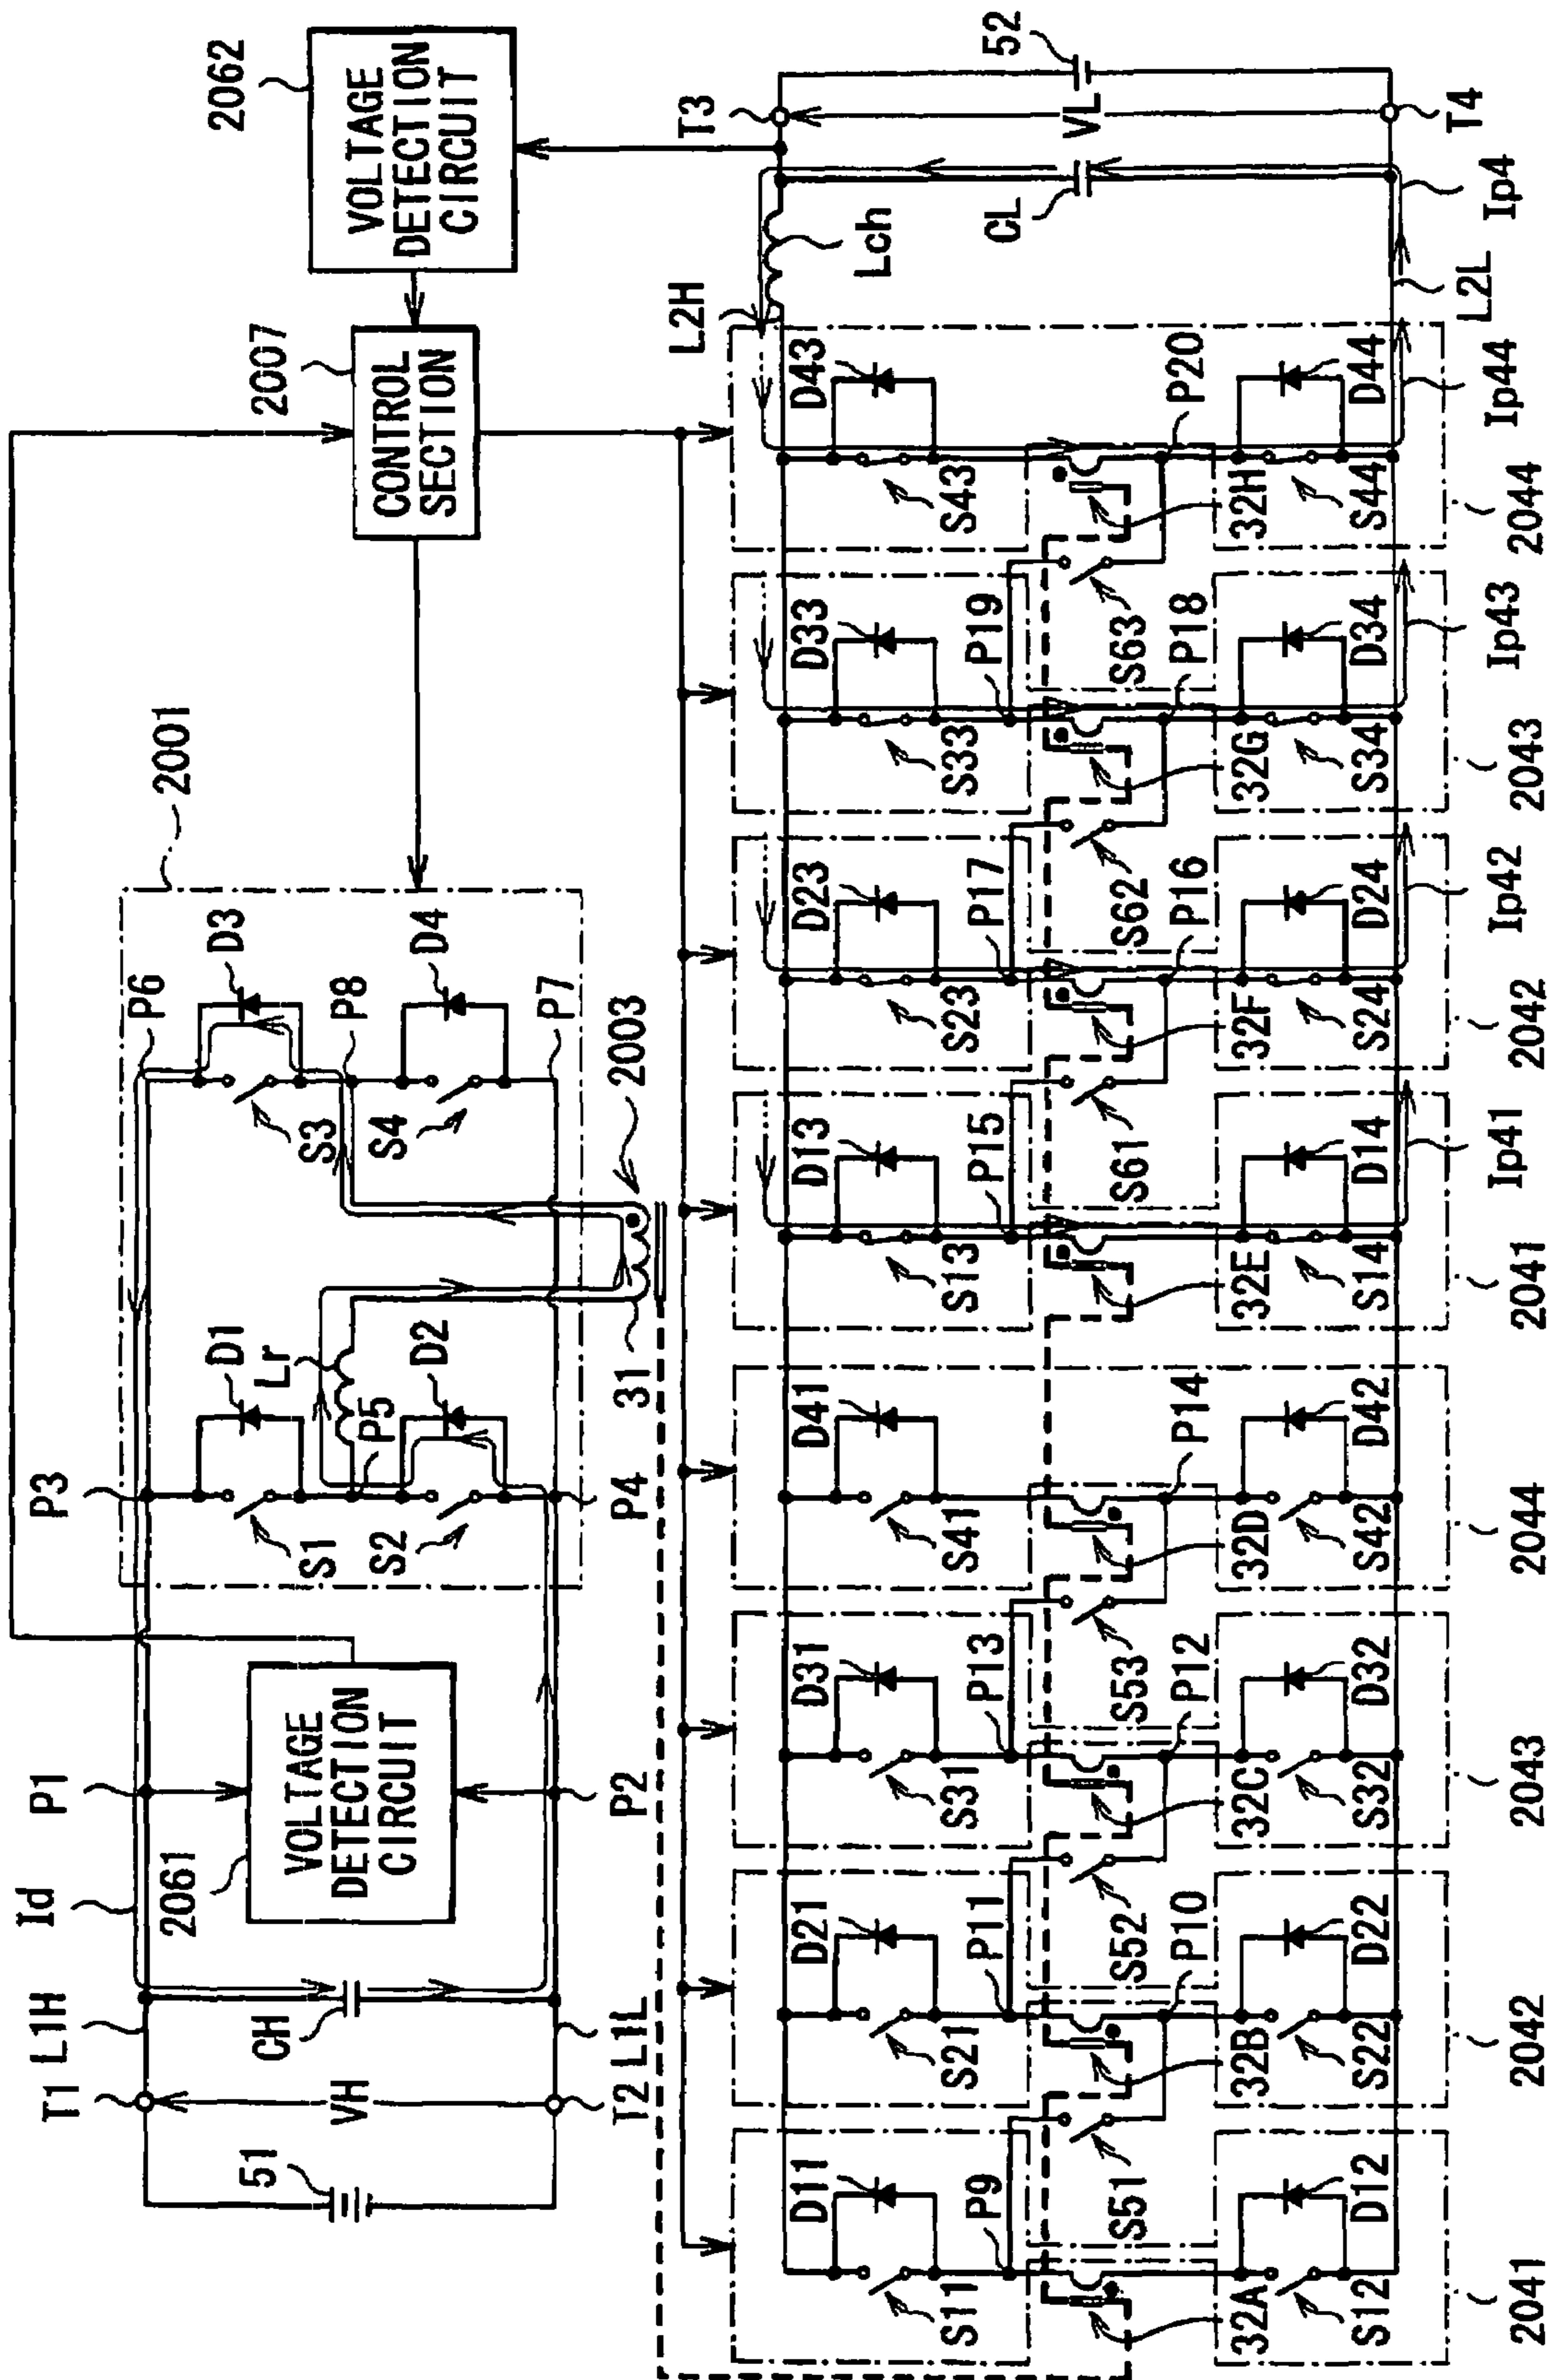 2062
VOLTAGE
DETECTION
CIRCUIT
2007
CONTROL
SECTION
2001
P6
D3
P8
D4
P7
S3
S4
2003
P3
D1
Lr
D2
P5
31
S1
S2
P4
Id
P1
2061
VOLTAGE
DETECTION
CIRCUIT
P2
T1
L1H
CH
VH
T2
L1L
51
L2H
Lch
T3
52
VL
CL
T4
L2L
Ip4
D11
S11
P9
S51
32A
S12
D12
2041
D21
S21
P11
P10
S52
32B
S22
D22
2042
D31
S31
P13
P12
S53
32C
S32
D32
2043
D41
S41
P14
32D
S42
D42
2044
D13
S13
P15
S61
32E
S14
D14
2041
Ip41
D23
S23
P17
P16
S62
32F
S24
D24
2042
Ip42
D33
S33
P19
P18
S63
32G
S34
D34
2043
Ip43
D43
S43
P20
32H
S44
D44
2044
Ip44